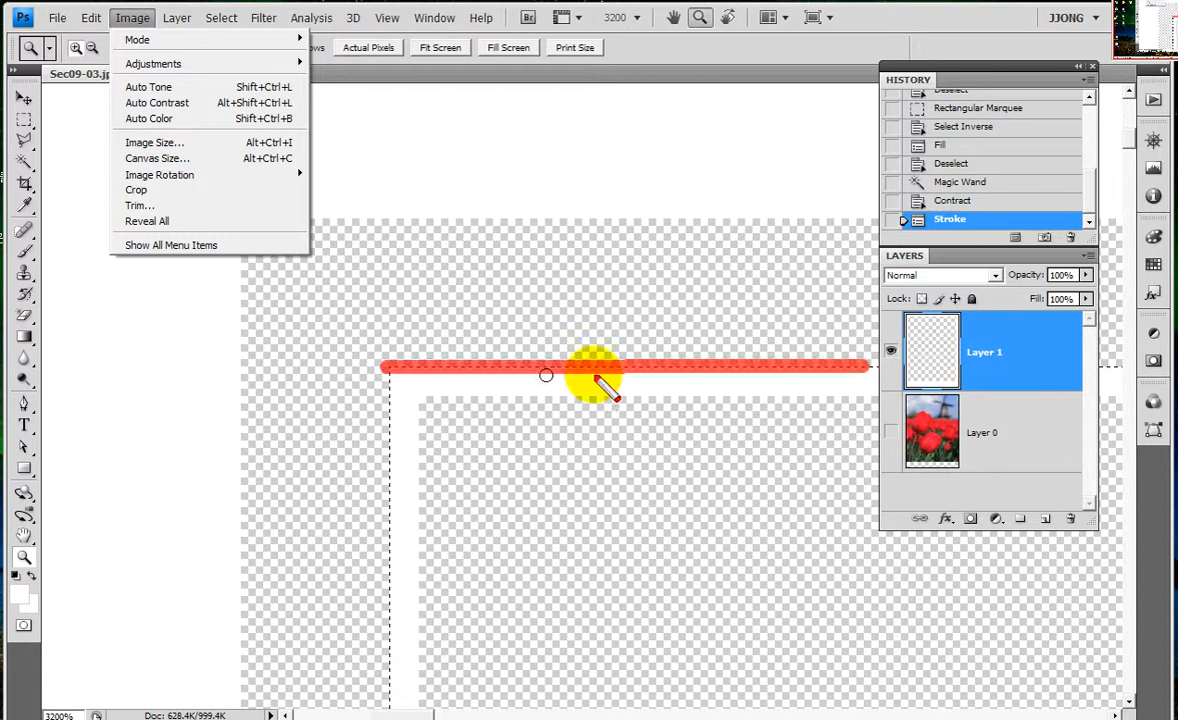 Ps File Edit Image Layer Select Filter Analysis 3D View Window Help Br 3200 JJONG
Actual Pixels Fit Screen Fill Screen Print Size
Mode
Adjustments
Auto Tone Shift+Ctrl+L
Auto Contrast Alt+Shift+Ctrl+L
Auto Color Shift+Ctrl+B
Image Size... Alt+Ctrl+I
Canvas Size... Alt+Ctrl+C
Image Rotation
Crop
Trim...
Reveal All
Show All Menu Items
HISTORY
Deselect
Rectangular Marquee
Select Inverse
Fill
Deselect
Magic Wand
Contract
Stroke
LAYERS
Normal Opacity: 100%
Lock: Fill: 100%
Layer 1
Layer 0
3200% Doc: 628.4K/999.4K